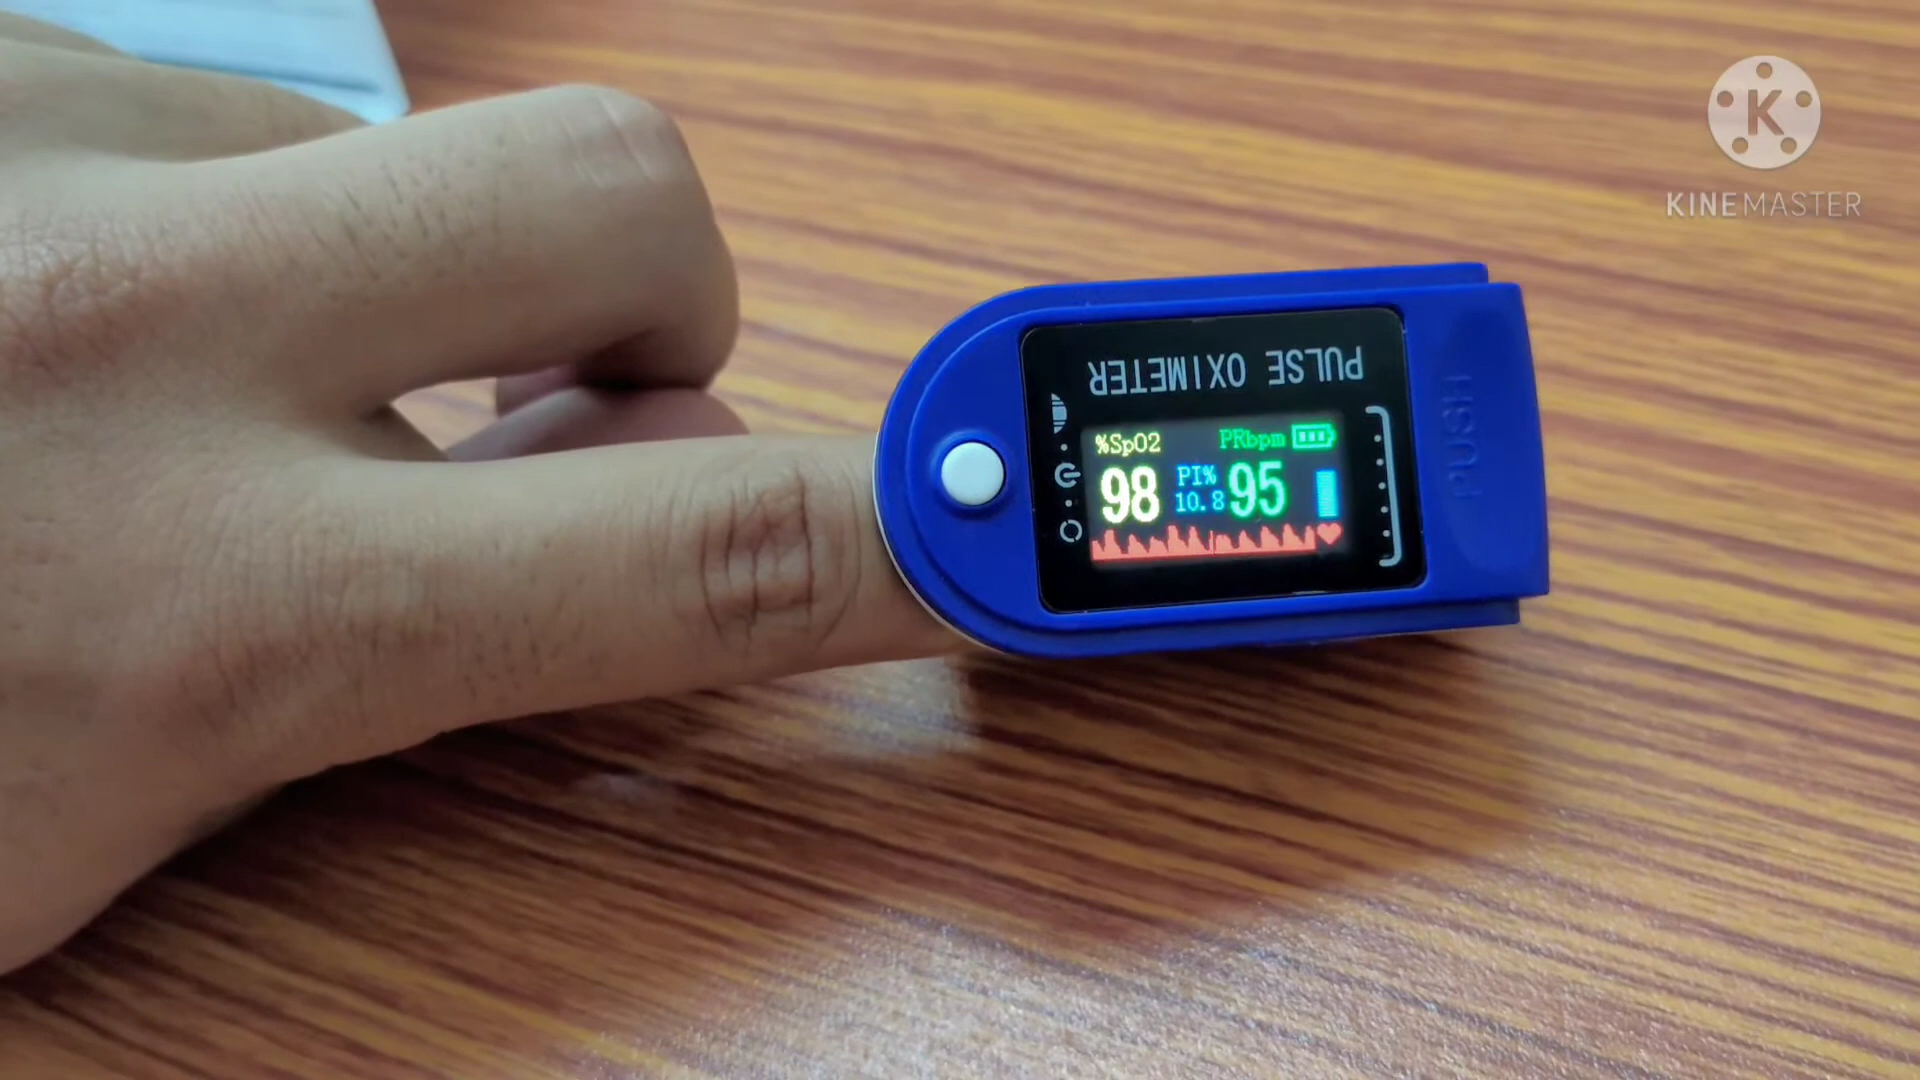 K
KINEMASTER
PULSE OXIMETER
%SpO2 PRbpm
98 PI% 95
10.8
PUSH